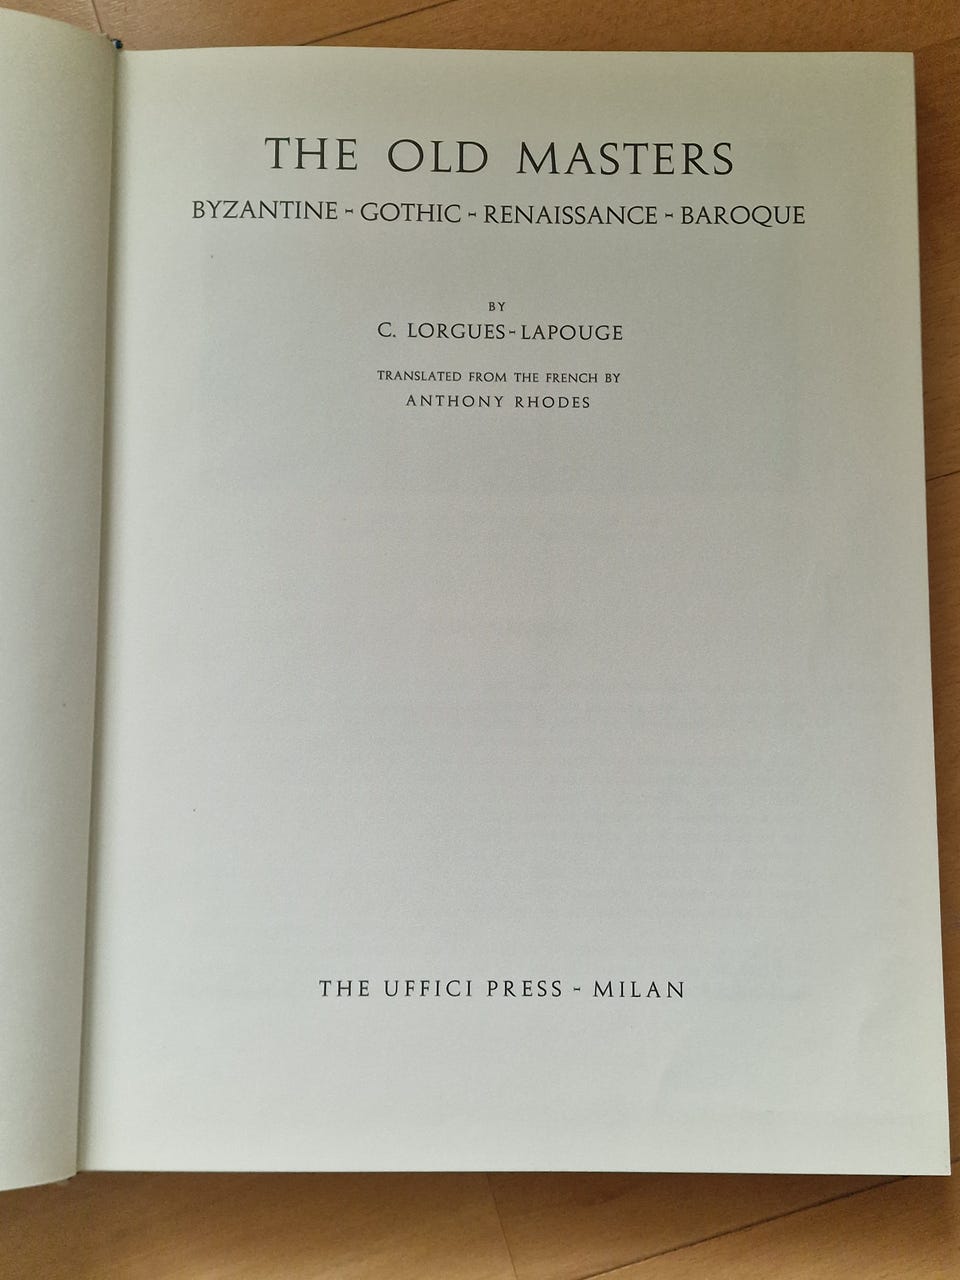 THE OLD MASTERS
BYZANTINE - GOTHIC - RENAISSANCE - BAROQUE
BY
C. LORGUES-LAPOUGE
TRANSLATED FROM THE FRENCH BY
ANTHONY RHODES
THE UFFICI PRESS - MILAN